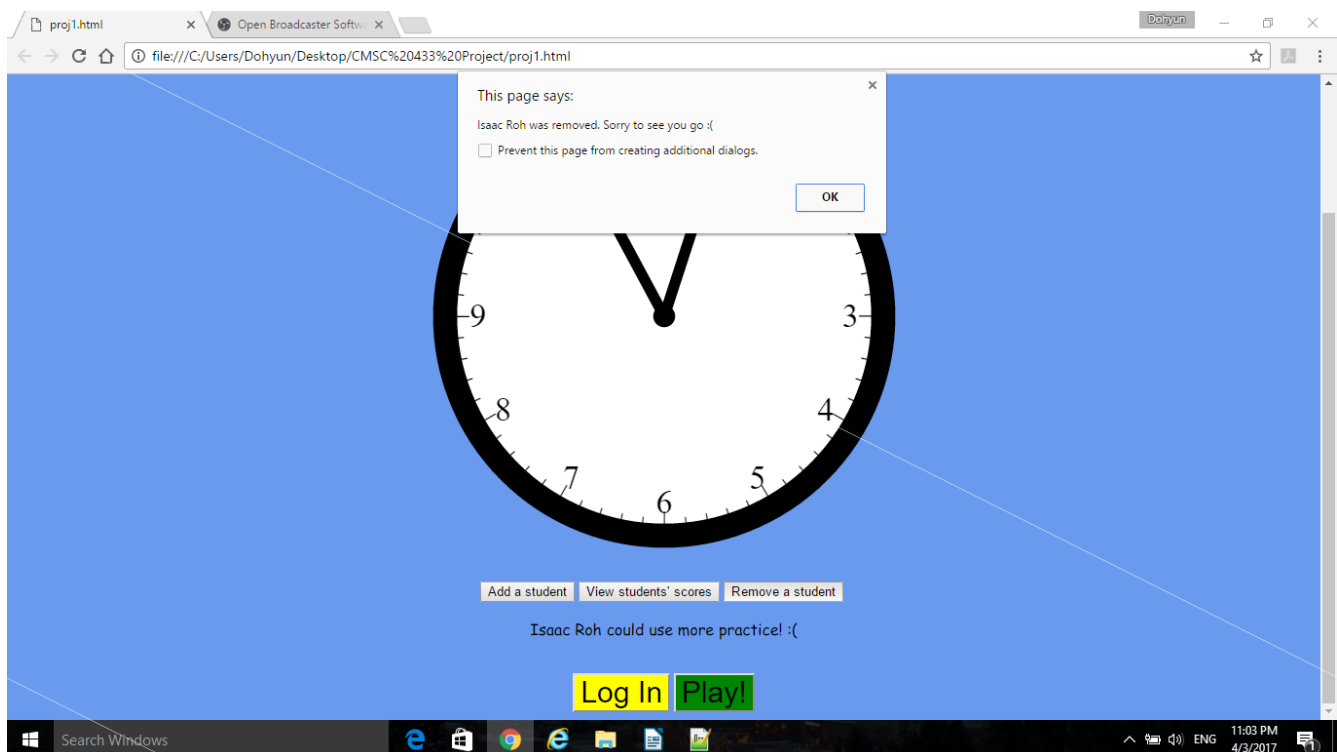 proj1.html
Open Broadcaster Softw
Dohyun
file:///C:/Users/Dohyun/Desktop/CMSC%20433%20Project/proj1.html
This page says:
Isaac Roh was removed. Sorry to see you go :(
Prevent this page from creating additional dialogs.
OK
9
3
8
4
7
5
6
Add a student
View students' scores
Remove a student
Isaac Roh could use more practice! :(
Log In
Play!
Search Windows
ENG
11:03 PM
4/3/2017